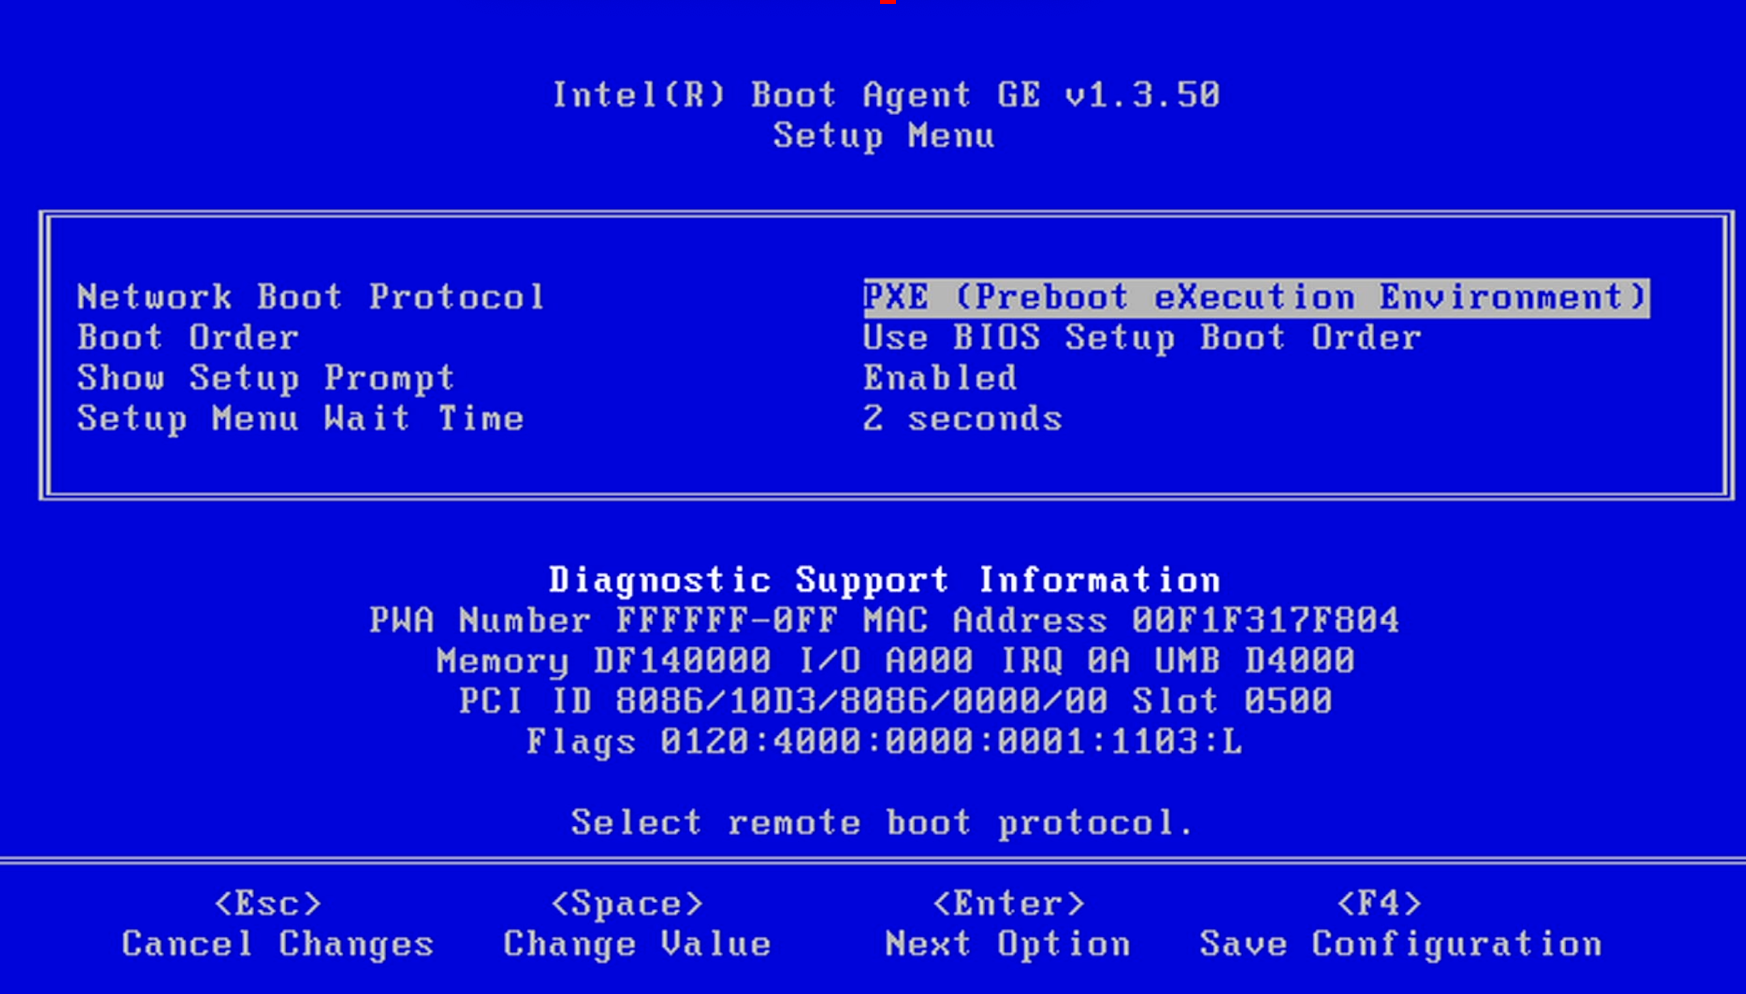 Intel(R) Boot Agent GE v1.3.50
Setup Menu
Network Boot Protocol PXE (Preboot eXecution Environment)
Boot Order Use BIOS Setup Boot Order
Show Setup Prompt Enabled
Setup Menu Wait Time 2 seconds
Diagnostic Support Information
PWA Number FFFFFF-0FF MAC Address 00F1F317F804
Memory DF140000 I/O A000 IRQ 0A UMB D4000
PCI ID 8086/10D3/8086/0000/00 Slot 0500
Flags 0120:4000:0000:0001:1103:L
Select remote boot protocol.
<Esc> <Space> <Enter> <F4>
Cancel Changes Change Value Next Option Save Configuration